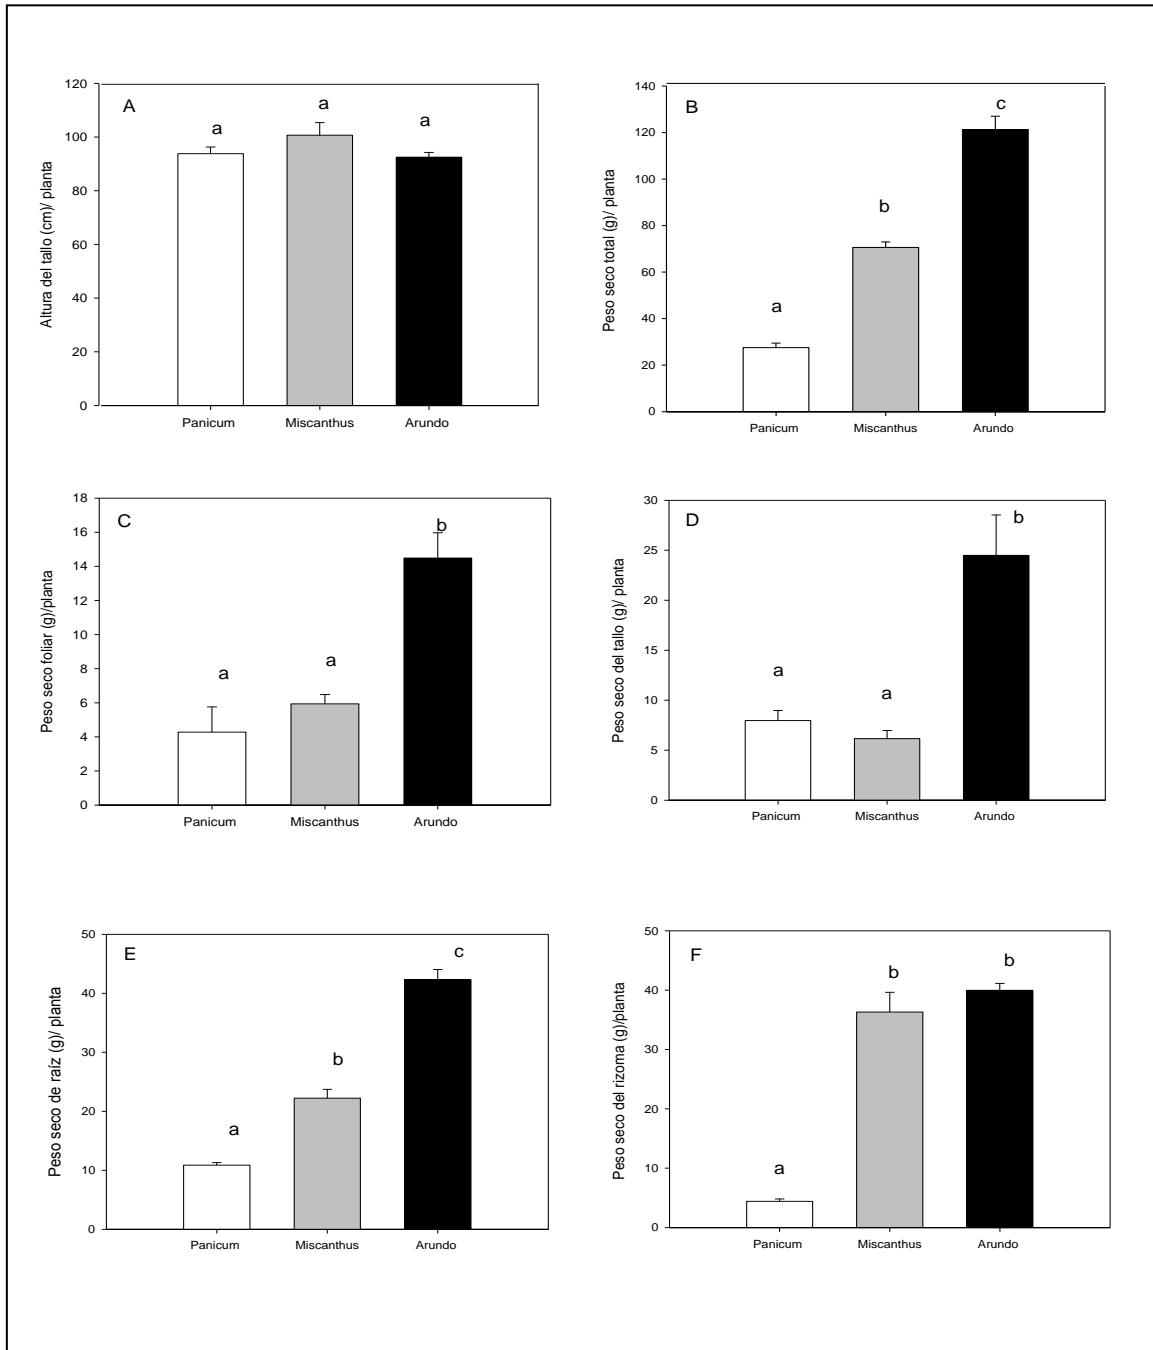 A
Altura del tallo (cm)/ planta
120
100
80
60
40
20
0
a
a
a
Panicum Miscanthus Arundo
B
Peso seco total (g)/ planta
140
120
100
80
60
40
20
0
a
b
c
Panicum Miscanthus Arundo
C
Peso seco foliar (g)/planta
18
16
14
12
10
8
6
4
2
0
a
a
b
Panicum Miscanthus Arundo
D
Peso seco del tallo (g)/ planta
30
25
20
15
10
5
0
a
a
b
Panicum Miscanthus Arundo
E
Peso seco de raíz (g)/ planta
50
40
30
20
10
0
a
b
c
Panicum Miscanthus Arundo
F
Peso seco del rizoma (g)/planta
50
40
30
20
10
0
a
b
b
Panicum Miscanthus Arundo